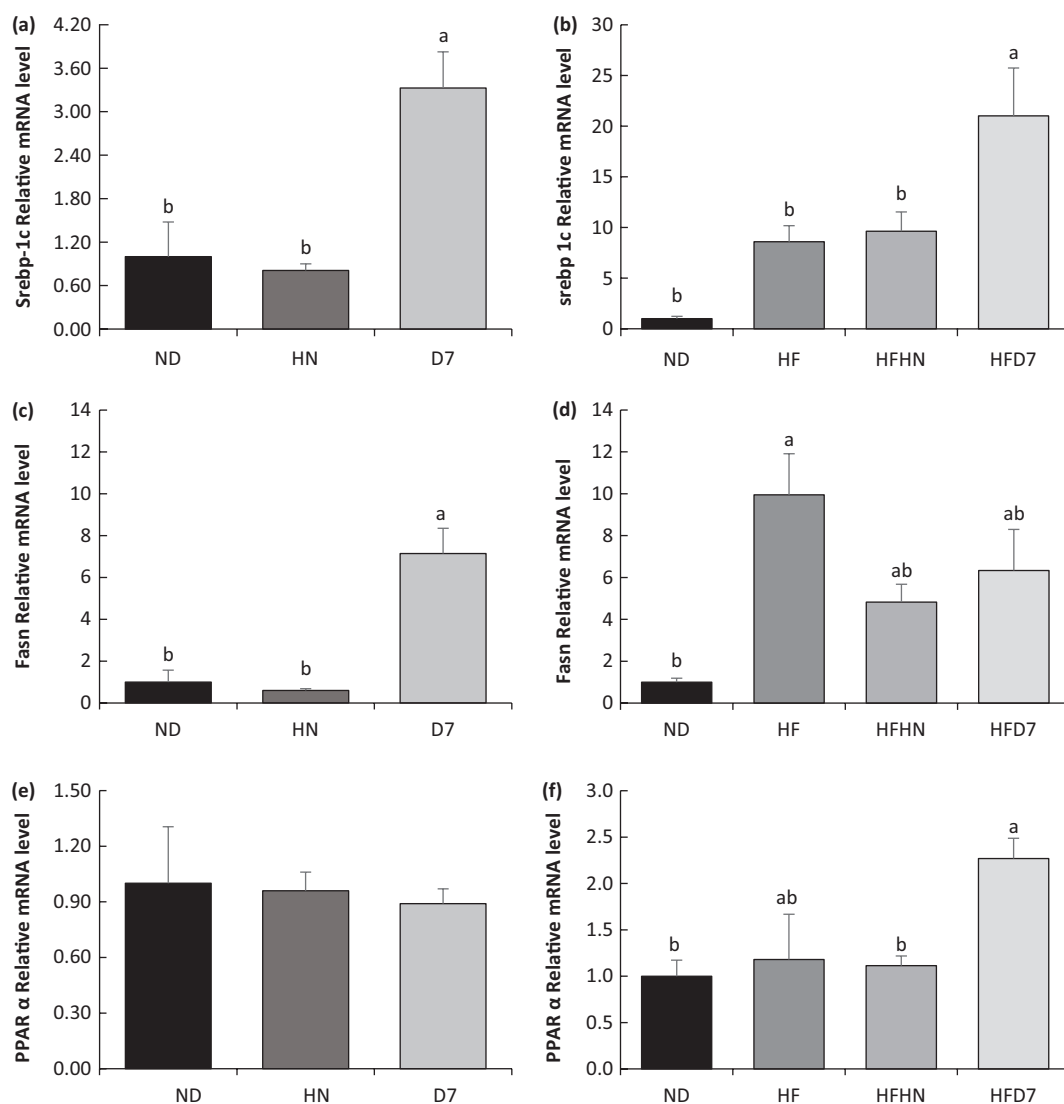 (a)
Srebp-1c Relative mRNA level
4.20
3.60
3.00
2.40
1.80
1.20
0.60
0.00
b
b
a
ND HN D7
(b)
srebp 1c Relative mRNA level
30
25
20
15
10
5
0
b
b
b
a
ND HF HFHN HFD7
(c)
Fasn Relative mRNA level
14
12
10
8
6
4
2
0
b
b
a
ND HN D7
(d)
Fasn Relative mRNA level
14
12
10
8
6
4
2
0
b
a
ab
ab
ND HF HFHN HFD7
(e)
PPAR α Relative mRNA level
1.50
1.20
0.90
0.60
0.30
0.00
ND HN D7
(f)
PPAR α Relative mRNA level
3.0
2.5
2.0
1.5
1.0
0.5
0.0
b
ab
b
a
ND HF HFHN HFD7